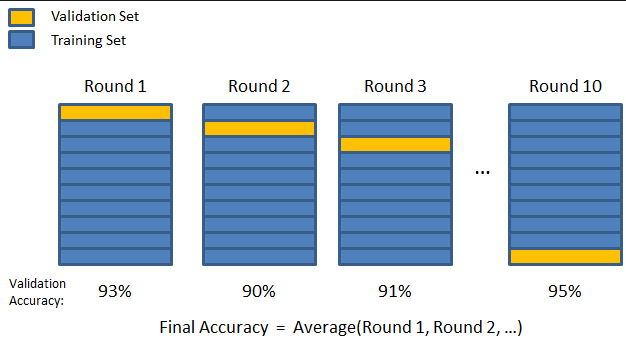 Validation Set
Training Set
Round 1 Round 2 Round 3 Round 10
...
Validation
Accuracy: 93% 90% 91% 95%
Final Accuracy = Average(Round 1, Round 2, ...)